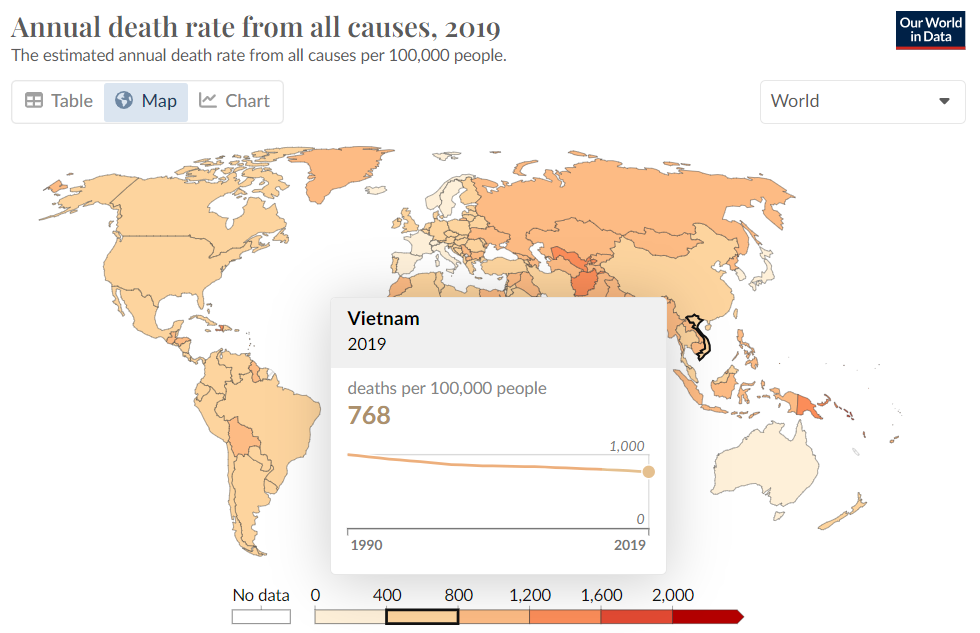 Annual death rate from all causes, 2019
The estimated annual death rate from all causes per 100,000 people.
Our World
in Data
Table
Map
Chart
World
Vietnam
2019
deaths per 100,000 people
768
1,000
0
1990
2019
No data
0
400
800
1,200
1,600
2,000